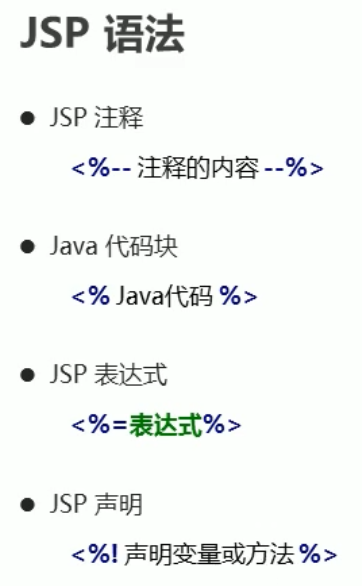 JSP 语法
● JSP 注释
<%-- 注释的内容 --%>
● Java 代码块
<% Java代码 %>
● JSP 表达式
<%=表达式%>
● JSP 声明
<%! 声明变量或方法 %>